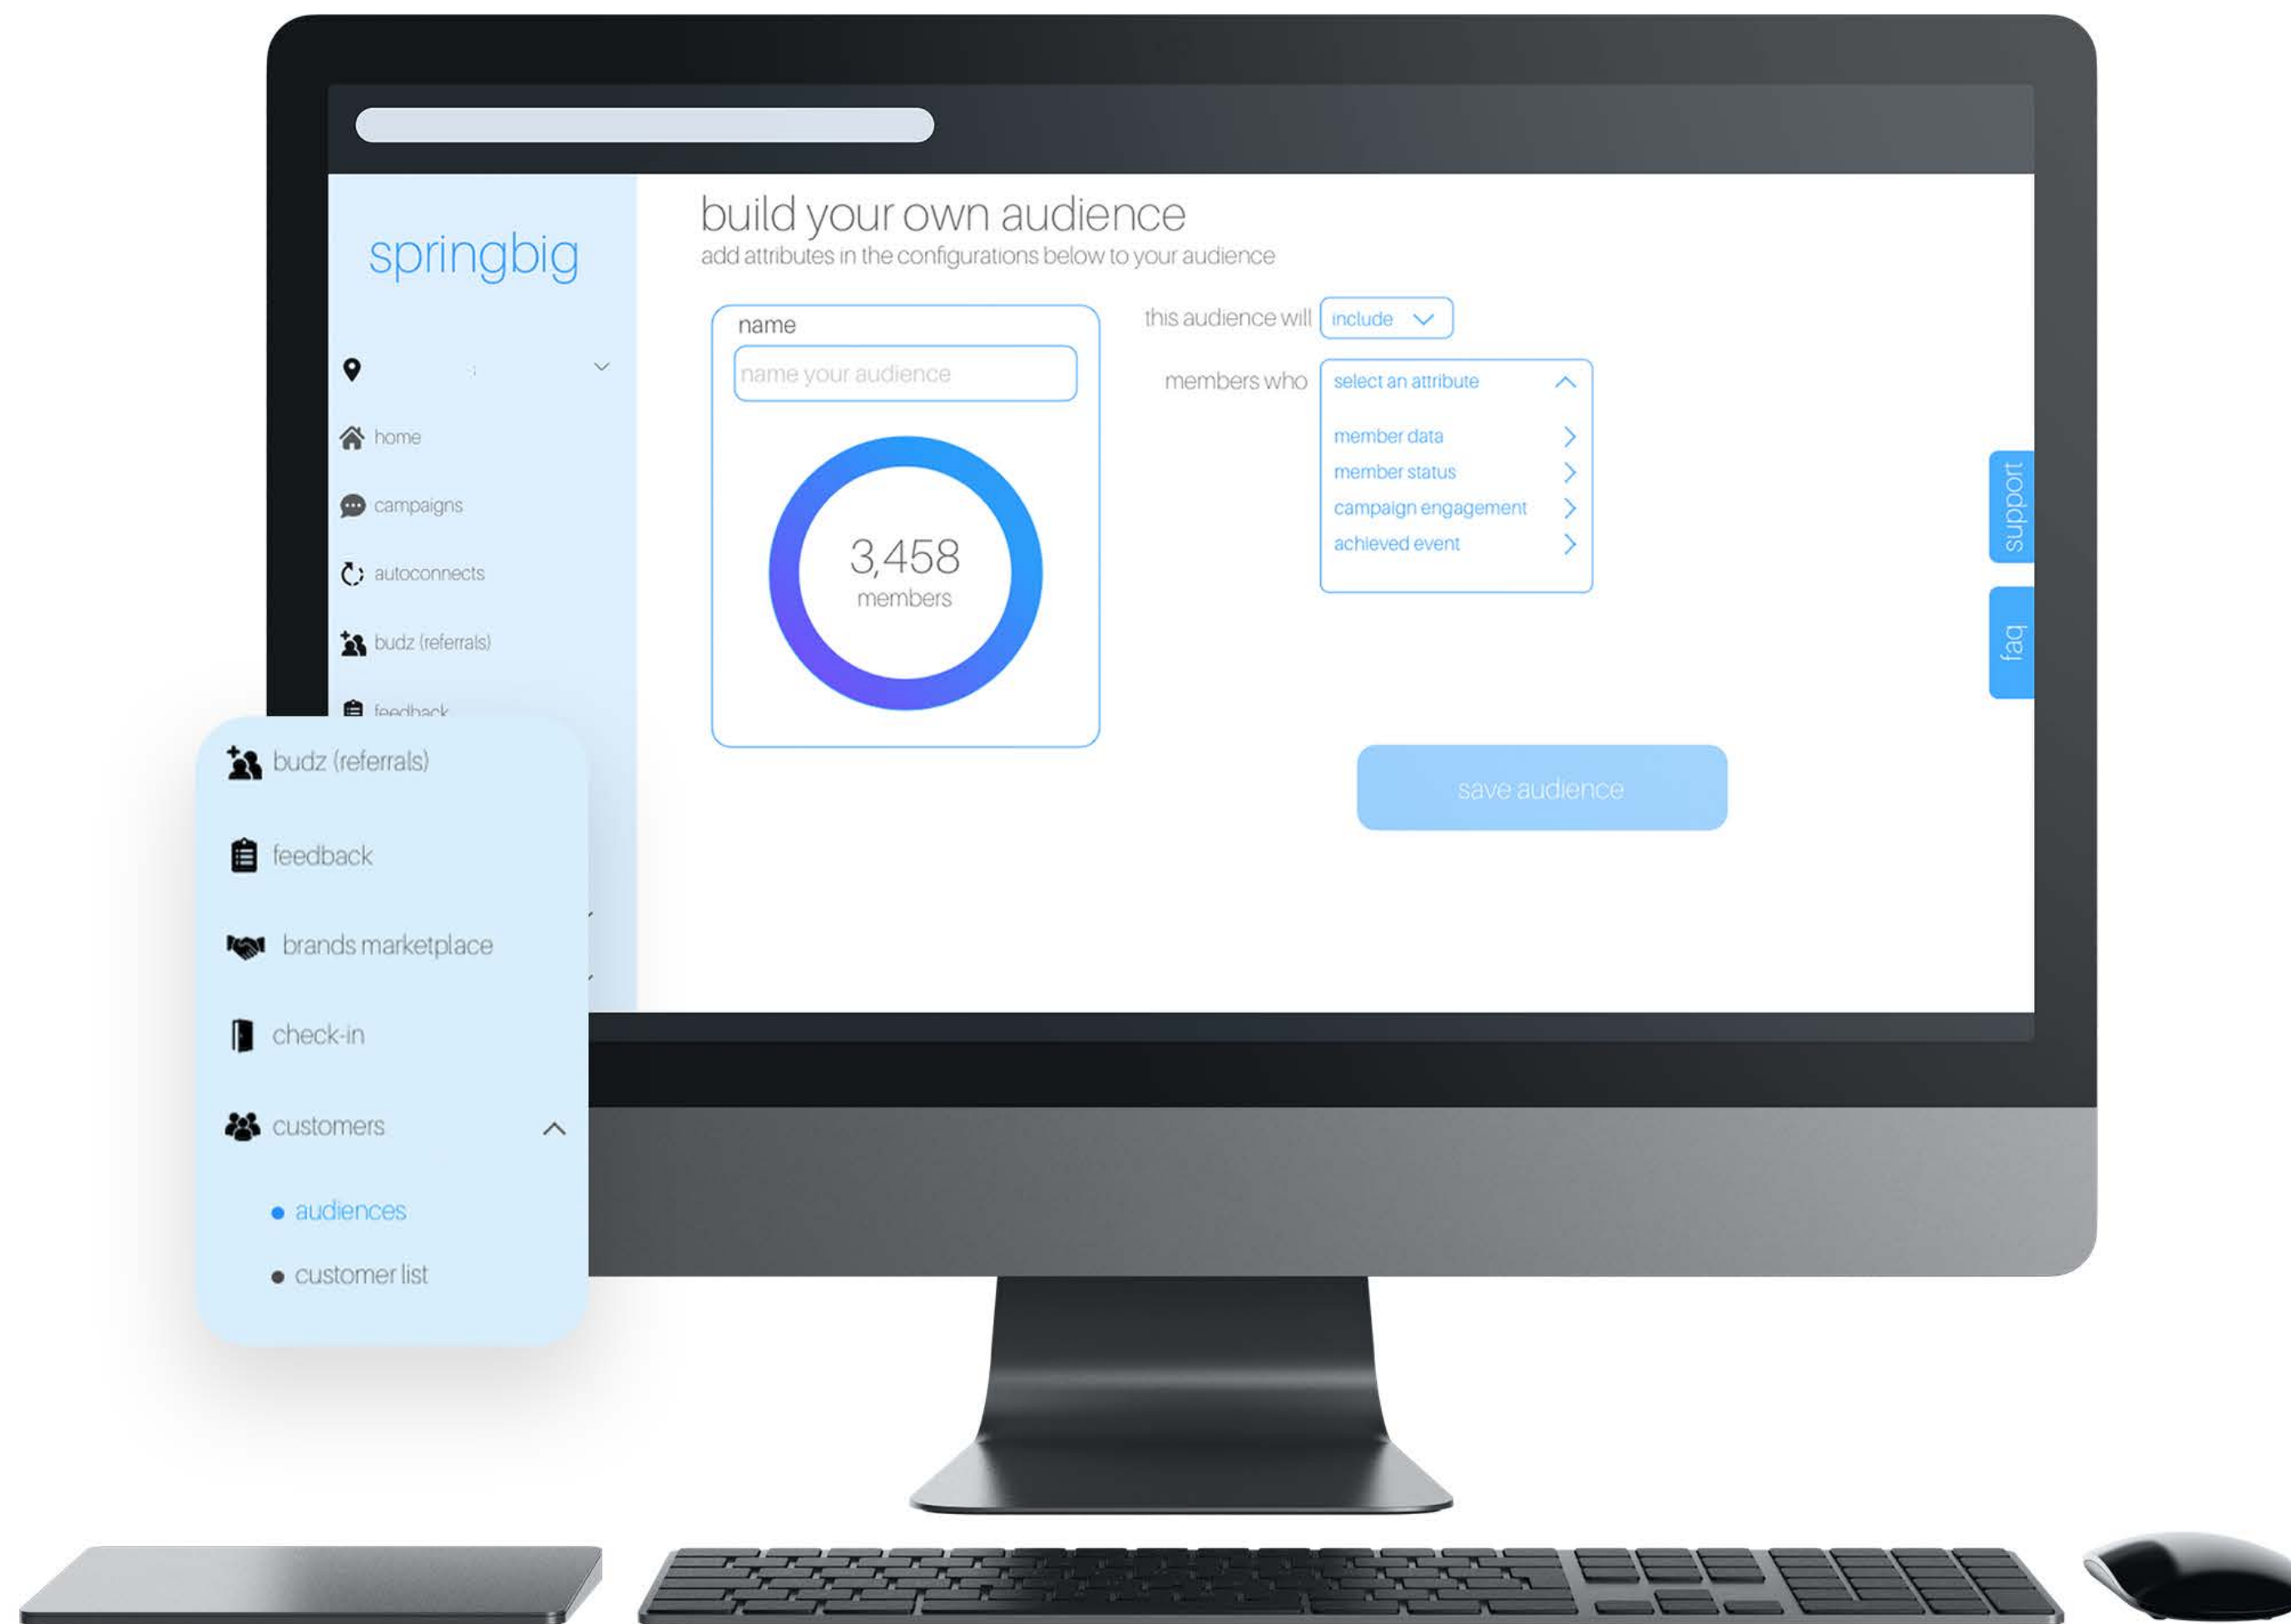 springbig
home
campaigns
autoconnects
budz (referrals)
feedback
build your own audience
add attributes in the configurations below to your audience
name
name your audience
3,458
members
this audience will include
members who select an attribute
member data
member status
campaign engagement
achieved event
save audience
support
faq
budz (referrals)
feedback
brands marketplace
check-in
customers
audiences
customer list